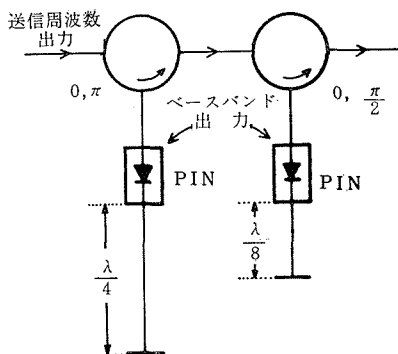 送信周波数
出力
0, π
0, π/2
ベースバンド
出力
PIN
PIN
λ/4
λ/8